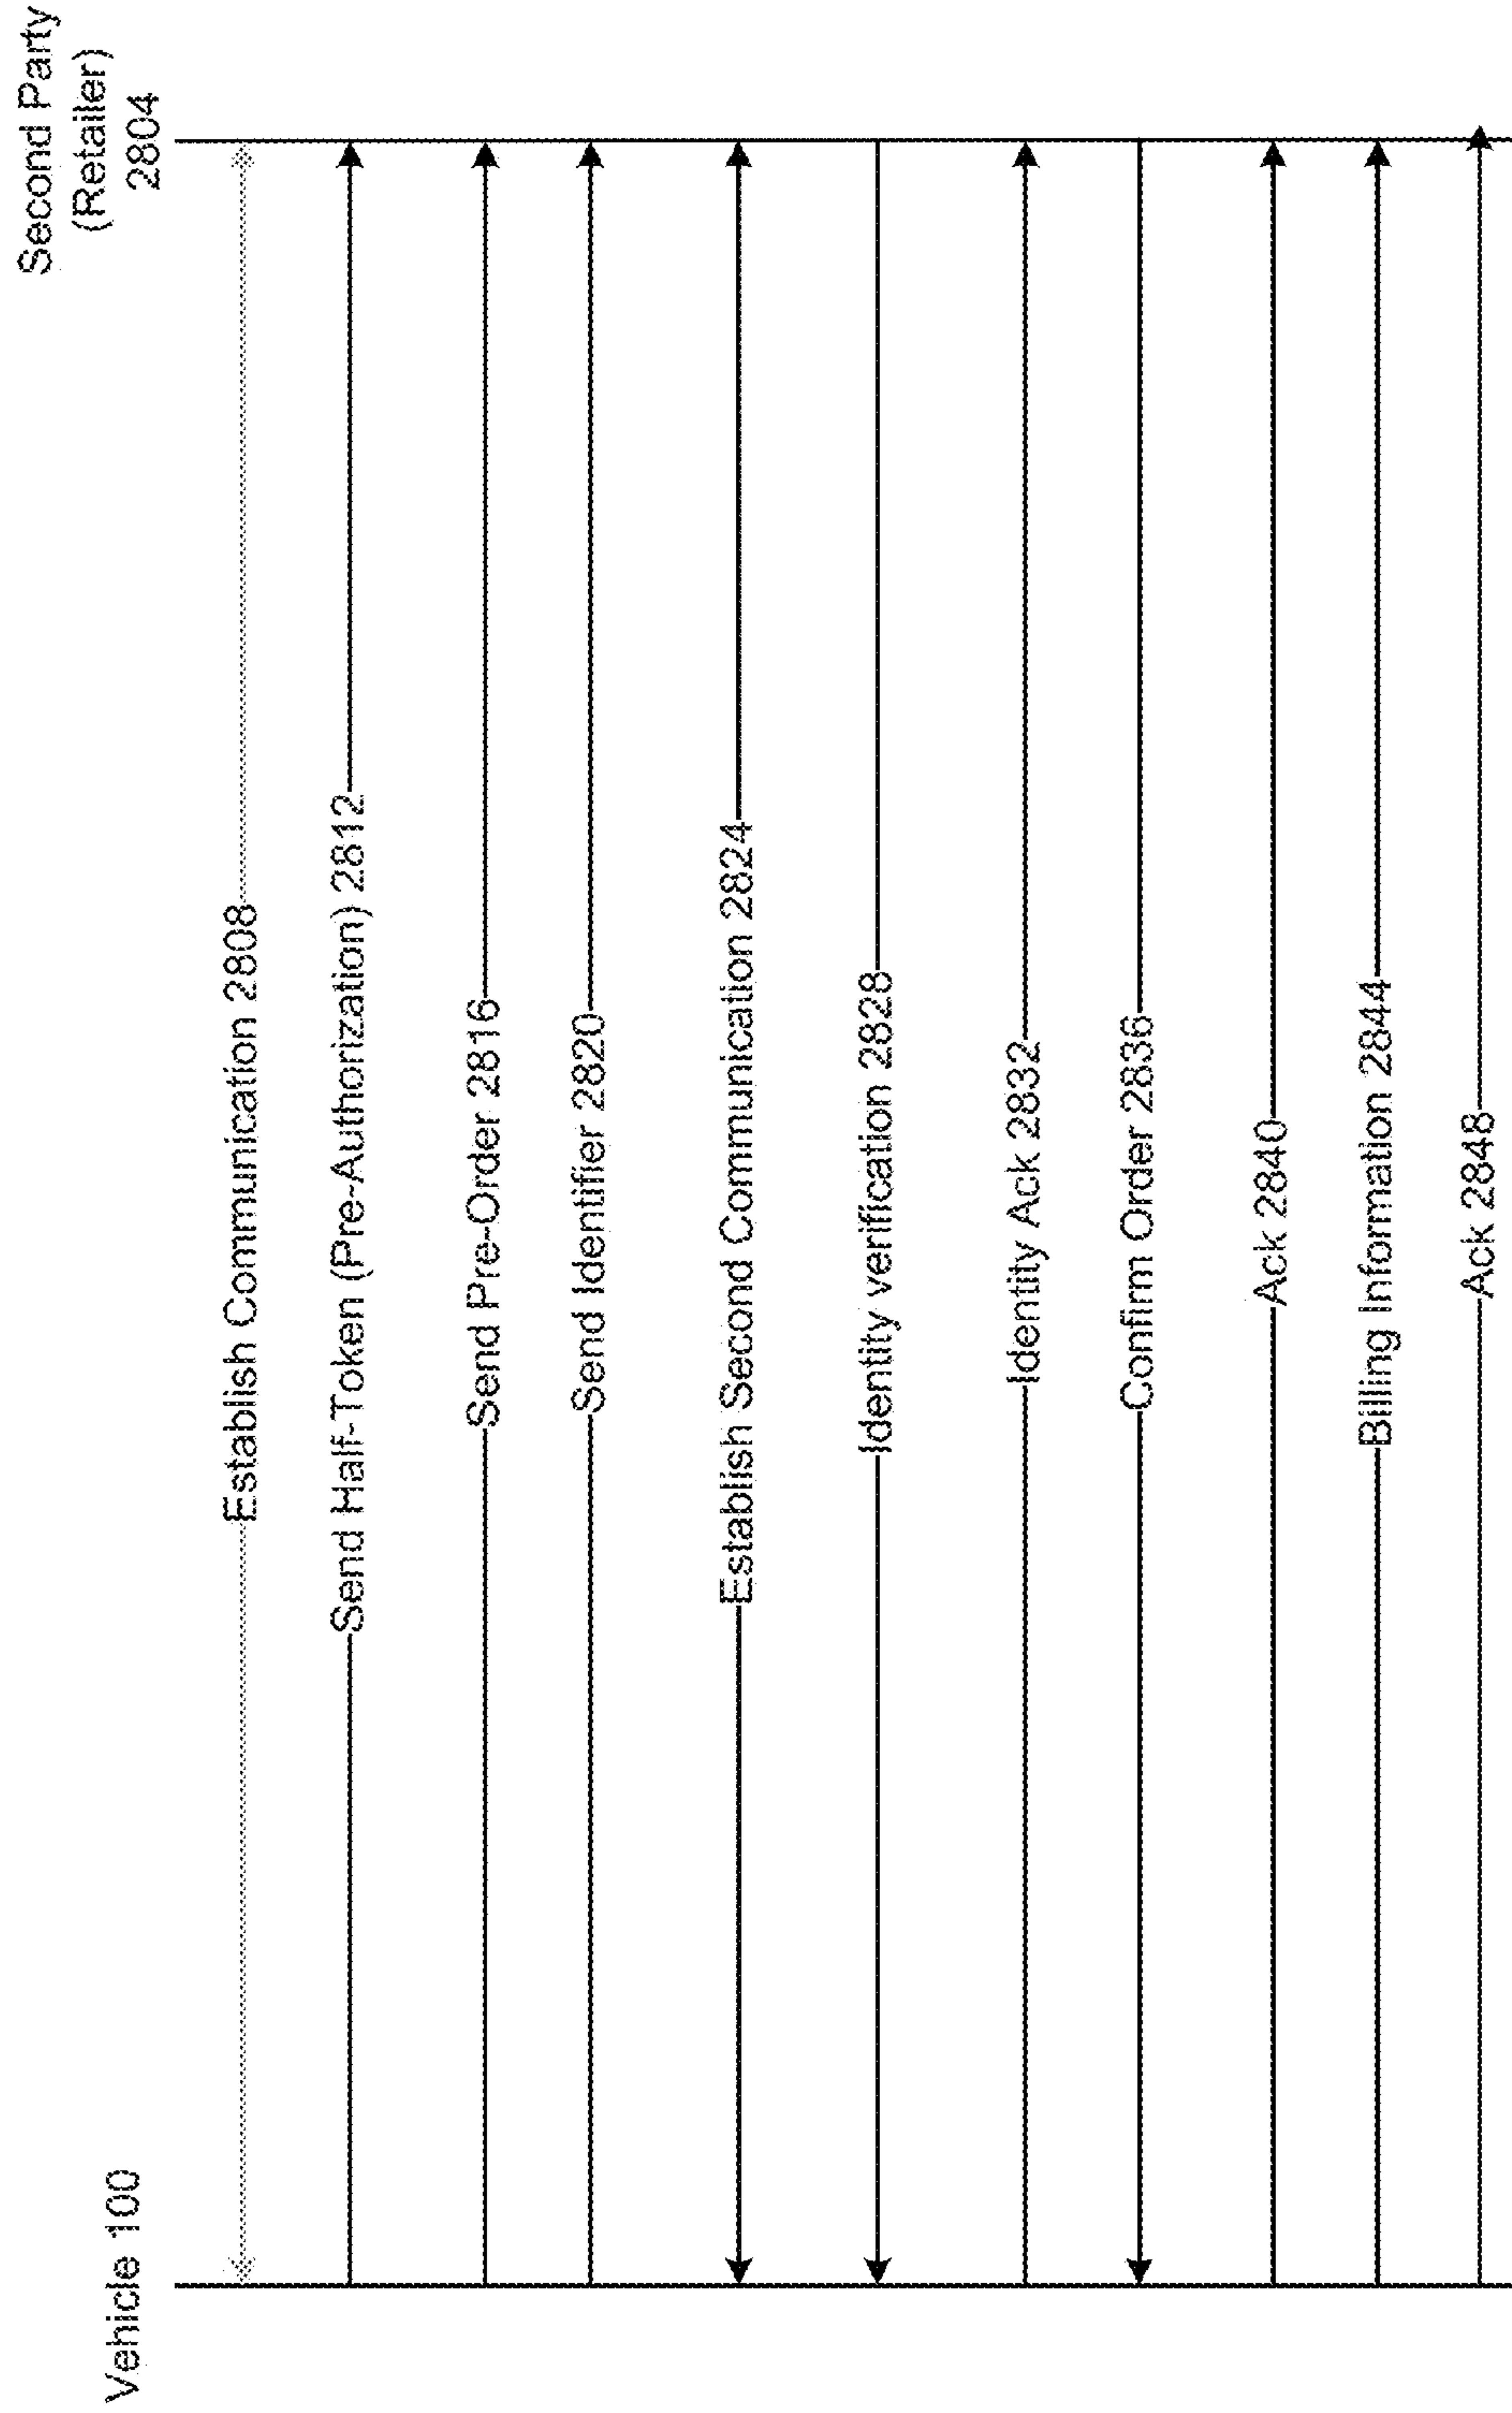 Vehicle 100
Second Party
(Retailer)
2804
Establish Communication 2808
Send Half-Token (Pre-Authorization) 2812
Send Pre-Order 2816
Send Identifier 2820
Establish Second Communication 2824
Identity verification 2828
Identity Ack 2832
Confirm Order 2836
Ack 2840
Billing Information 2844
Ack 2848